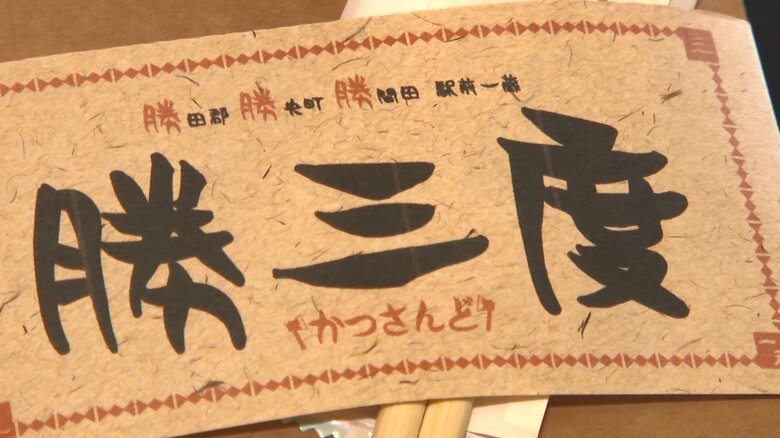 勝田郡 勝央町 勝間田 駅前一番
勝三度
かつさんど